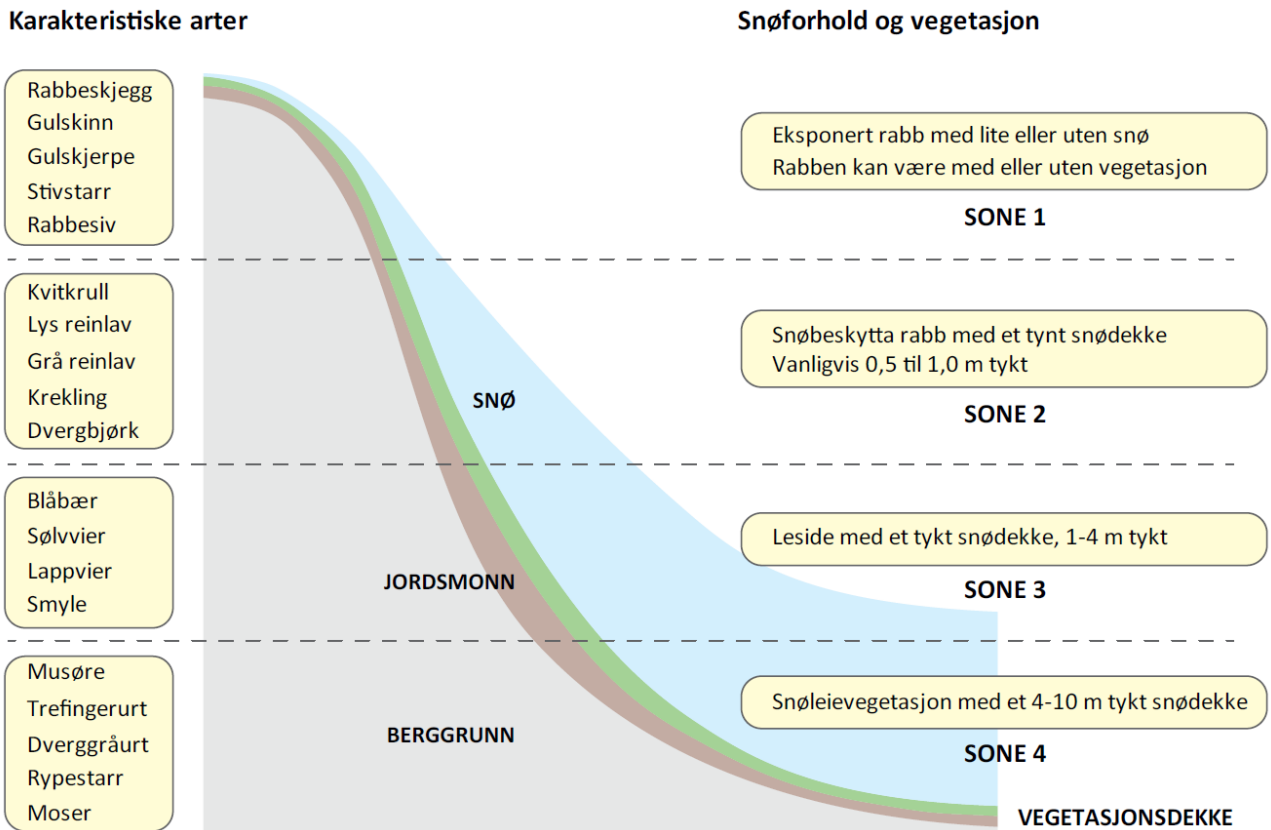 Karakteristiske arter
Snøforhold og vegetasjon
Rabbeskjegg
Gulskinn
Gulskjerpe
Stivstarr
Rabbesiv
Eksponert rabb med lite eller uten snø
Rabben kan være med eller uten vegetasjon
SONE 1
Kvitkrull
Lys reinlav
Grå reinlav
Krekling
Dvergbjørk
Snøbeskytta rabb med et tynt snødekke
Vanligvis 0,5 til 1,0 m tykt
SONE 2
SNØ
Blåbær
Sølvvier
Lappvier
Smyle
Leside med et tykt snødekke, 1-4 m tykt
SONE 3
JORDSMONN
Musøre
Trefingerurt
Dverggråurt
Rypestarr
Moser
Snøleievegetasjon med et 4-10 m tykt snødekke
SONE 4
BERGGRUNN
VEGETASJONSDEKKE